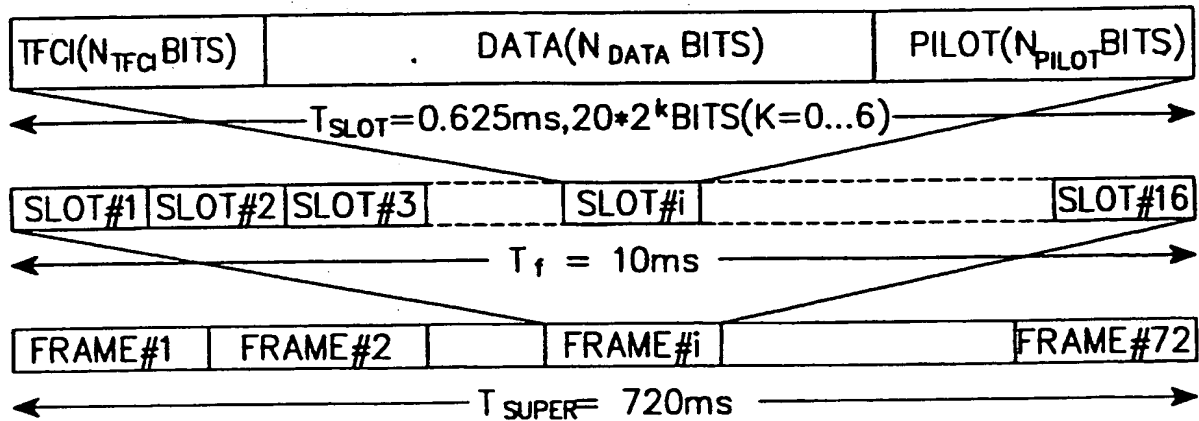 TFCI(N_TFCI BITS) DATA(N_DATA BITS) PILOT(N_PILOT BITS)
T_SLOT=0.625ms,20*2^k BITS(K=0...6)
SLOT#1 SLOT#2 SLOT#3 SLOT#i SLOT#16
T_f = 10ms
FRAME#1 FRAME#2 FRAME#i FRAME#72
T_SUPER= 720ms